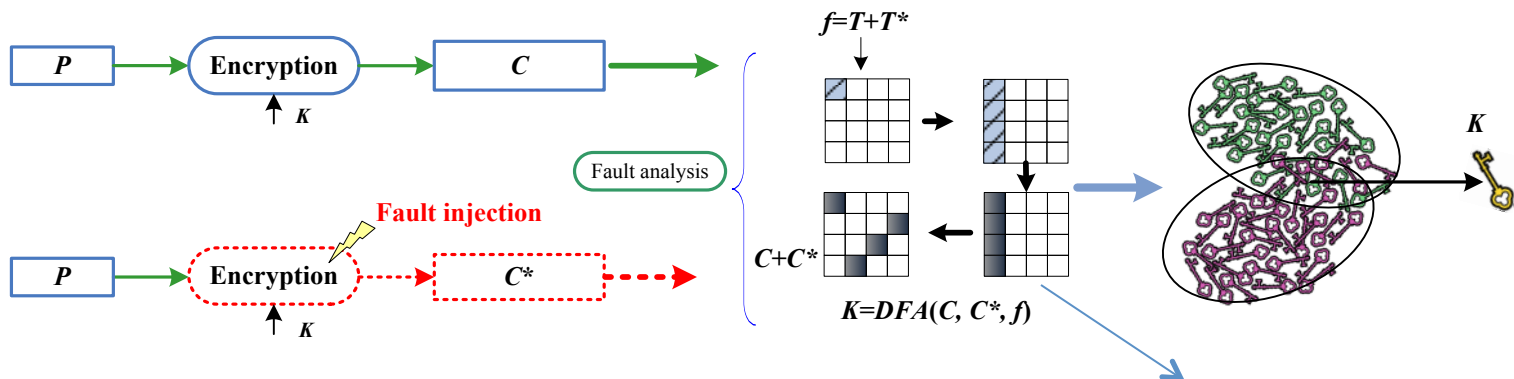 P
Encryption
C
K
Fault analysis
Fault injection
P
Encryption
C*
K
f=T+T*
C+C*
K=DFA(C, C*, f)
K